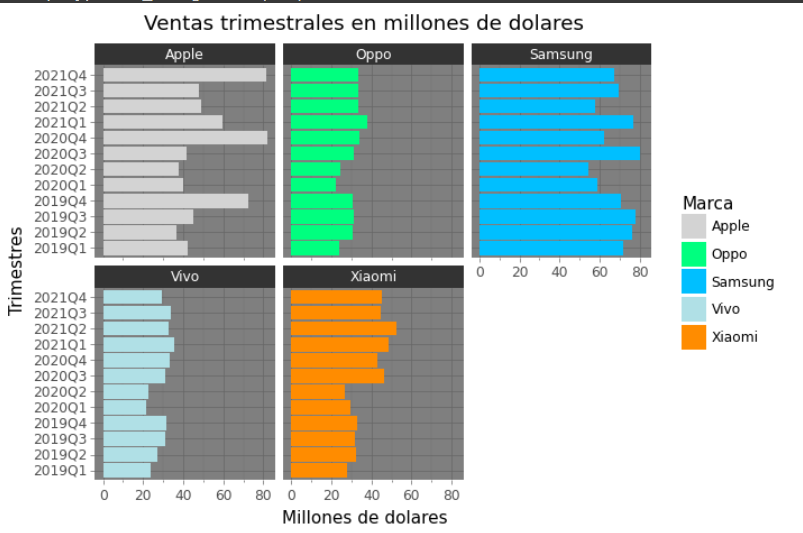 Ventas trimestrales en millones de dolares
Apple Oppo Samsung
2021Q4
2021Q3
2021Q2
2021Q1
2020Q4
2020Q3
2020Q2
2020Q1
2019Q4
2019Q3
2019Q2
2019Q1
0 20 40 60 80
Vivo Xiaomi
2021Q4
2021Q3
2021Q2
2021Q1
2020Q4
2020Q3
2020Q2
2020Q1
2019Q4
2019Q3
2019Q2
2019Q1
0 20 40 60 80 0 20 40 60 80
Trimestres
Millones de dolares
Marca
Apple
Oppo
Samsung
Vivo
Xiaomi